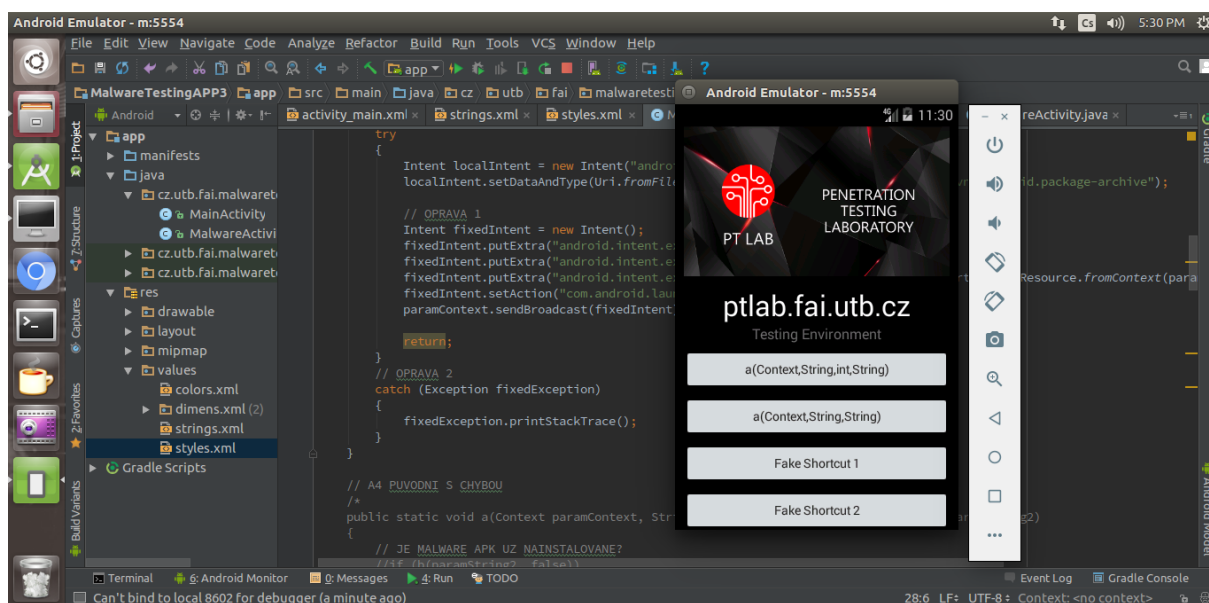 Android Emulator - m:5554
Cs
5:30 PM
File Edit View Navigate Code Analyze Refactor Build Run Tools VCS Window Help
app
MalwareTestingAPP3 app src main java cz utb fai malwaretesti
Android
activity_main.xml × strings.xml × styles.xml ×
reActivity.java ×
1: Project
7: Structure
Captures
2: Favorites
Build Variants
app
manifests
java
cz.utb.fai.malwaret
MainActivity
MalwareActivi
cz.utb.fai.malwaret
cz.utb.fai.malwaret
res
drawable
layout
mipmap
values
colors.xml
dimens.xml (2)
strings.xml
styles.xml
Gradle Scripts
try
{
Intent localIntent = new Intent("andro
localIntent.setDataAndType(Uri.fromFil
id.package-archive");
// OPRAVA 1
Intent fixedIntent = new Intent();
fixedIntent.putExtra("android.intent.e
fixedIntent.putExtra("android.intent.e
fixedIntent.putExtra("android.intent.e
Resource.fromContext(para
fixedIntent.setAction("com.android.lau
paramContext.sendBroadcast(fixedIntent
return;
}
// OPRAVA 2
catch (Exception fixedException)
{
fixedException.printStackTrace();
}
}
// A4 PUVODNI S CHYBOU
/*
public static void a(Context paramContext, Str
g2)
{
// JE MALWARE APK UZ NAINSTALOVANE?
//if (h(paramString2, false))
Android Emulator - m:5554
11:30
PT LAB
PENETRATION
TESTING
LABORATORY
ptlab.fai.utb.cz
Testing Environment
a(Context,String,int,String)
a(Context,String,String)
Fake Shortcut 1
Fake Shortcut 2
Android Model
Terminal 6: Android Monitor 0: Messages 4: Run TODO
Event Log Gradle Console
Can't bind to local 8602 for debugger (a minute ago)
28:6 LF÷ UTF-8÷ Context: <no context>